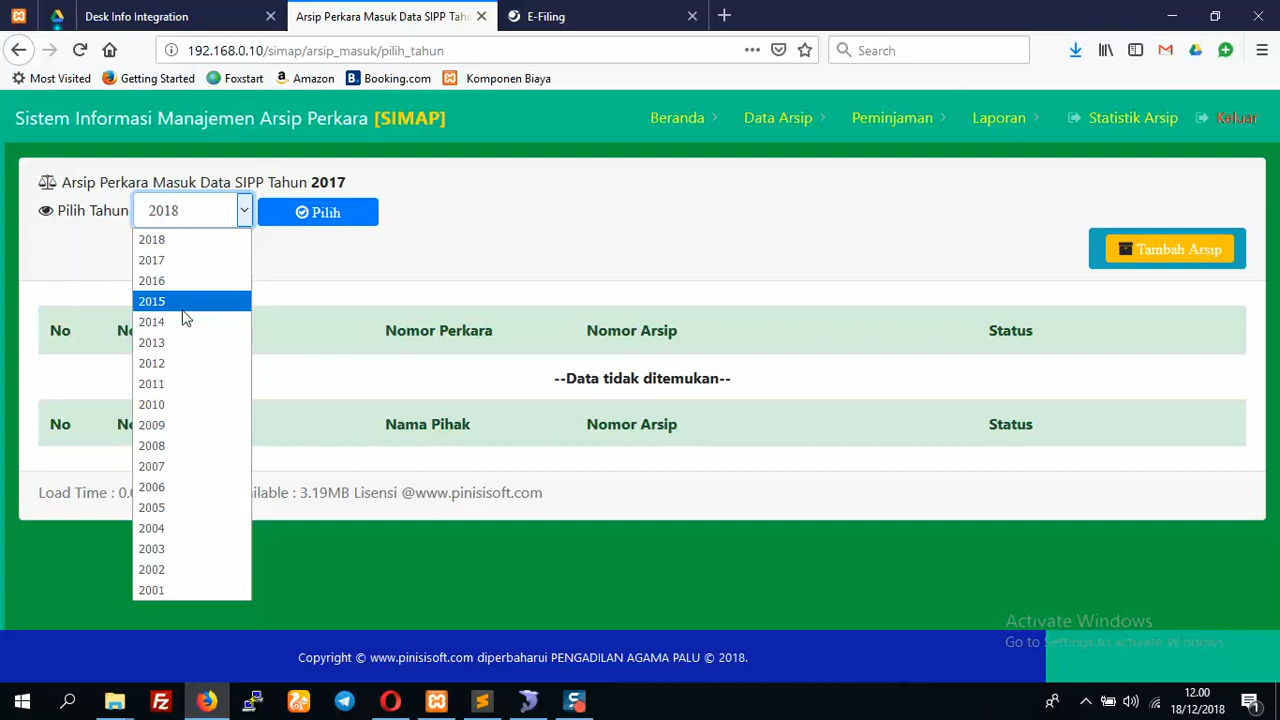 Desk Info Integration
Arsip Perkara Masuk Data SIPP Tahu
E-Filing
192.168.0.10/simap/arsip_masuk/pilih_tahun
Search
Most Visited
Getting Started
Foxstart
Amazon
Booking.com
Komponen Biaya
Sistem Informasi Manajemen Arsip Perkara [SIMAP]
Beranda
Data Arsip
Peminjaman
Laporan
Statistik Arsip
Keluar
Arsip Perkara Masuk Data SIPP Tahun 2017
Pilih Tahun
2018
Pilih
Tambah Arsip
2018
2017
2016
2015
2014
2013
2012
2011
2010
2009
2008
2007
2006
2005
2004
2003
2002
2001
No
Nomor Perkara
Nomor Arsip
Status
--Data tidak ditemukan--
No
Nama Pihak
Nomor Arsip
Status
Load Time : 0.0
: 3.19MB Lisensi @www.pinisisoft.com
Activate Windows
Go to Settings to activate Windows.
Copyright © www.pinisisoft.com diperbaharui PENGADILAN AGAMA PALU © 2018.
12.00
18/12/2018